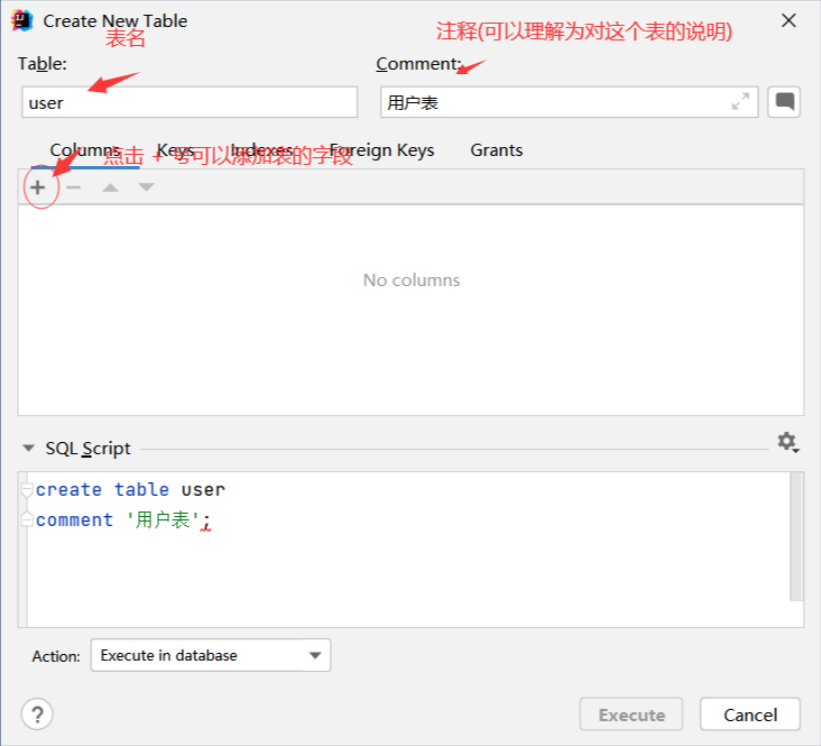 Create New Table
表名
注释(可以理解为对这个表的说明)
Table:
Comment:
user
用户表
Columns Keys Indexes Foreign Keys Grants
点击 + 号可以添加表的字段
No columns
SQL Script
create table user
comment '用户表';
Action: Execute in database
? Execute Cancel